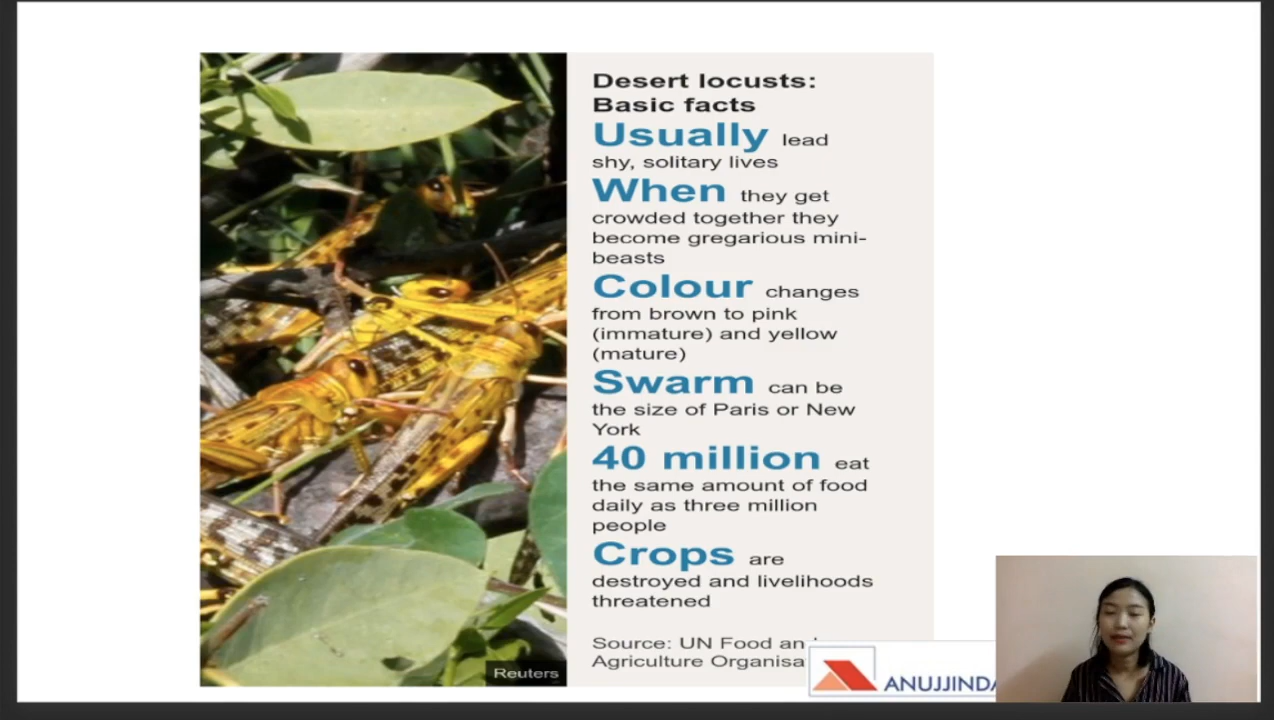 Desert locusts:
Basic facts
Usually lead
shy, solitary lives
When they get
crowded together they
become gregarious mini-
beasts
Colour changes
from brown to pink
(immature) and yellow
(mature)
Swarm can be
the size of Paris or New
York
40 million eat
the same amount of food
daily as three million
people
Crops are
destroyed and livelihoods
threatened
Source: UN Food
Agriculture
Reuters